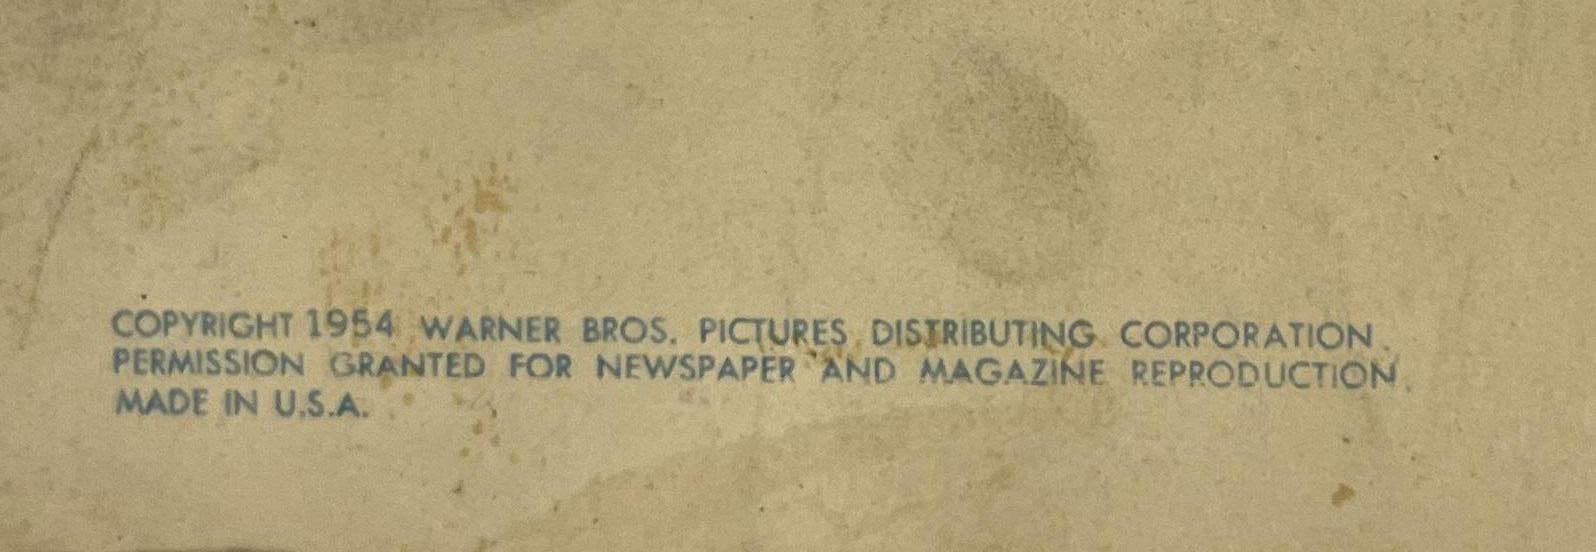 COPYRIGHT 1954 WARNER BROS. PICTURES DISTRIBUTING CORPORATION.
PERMISSION GRANTED FOR NEWSPAPER AND MAGAZINE REPRODUCTION.
MADE IN U.S.A.